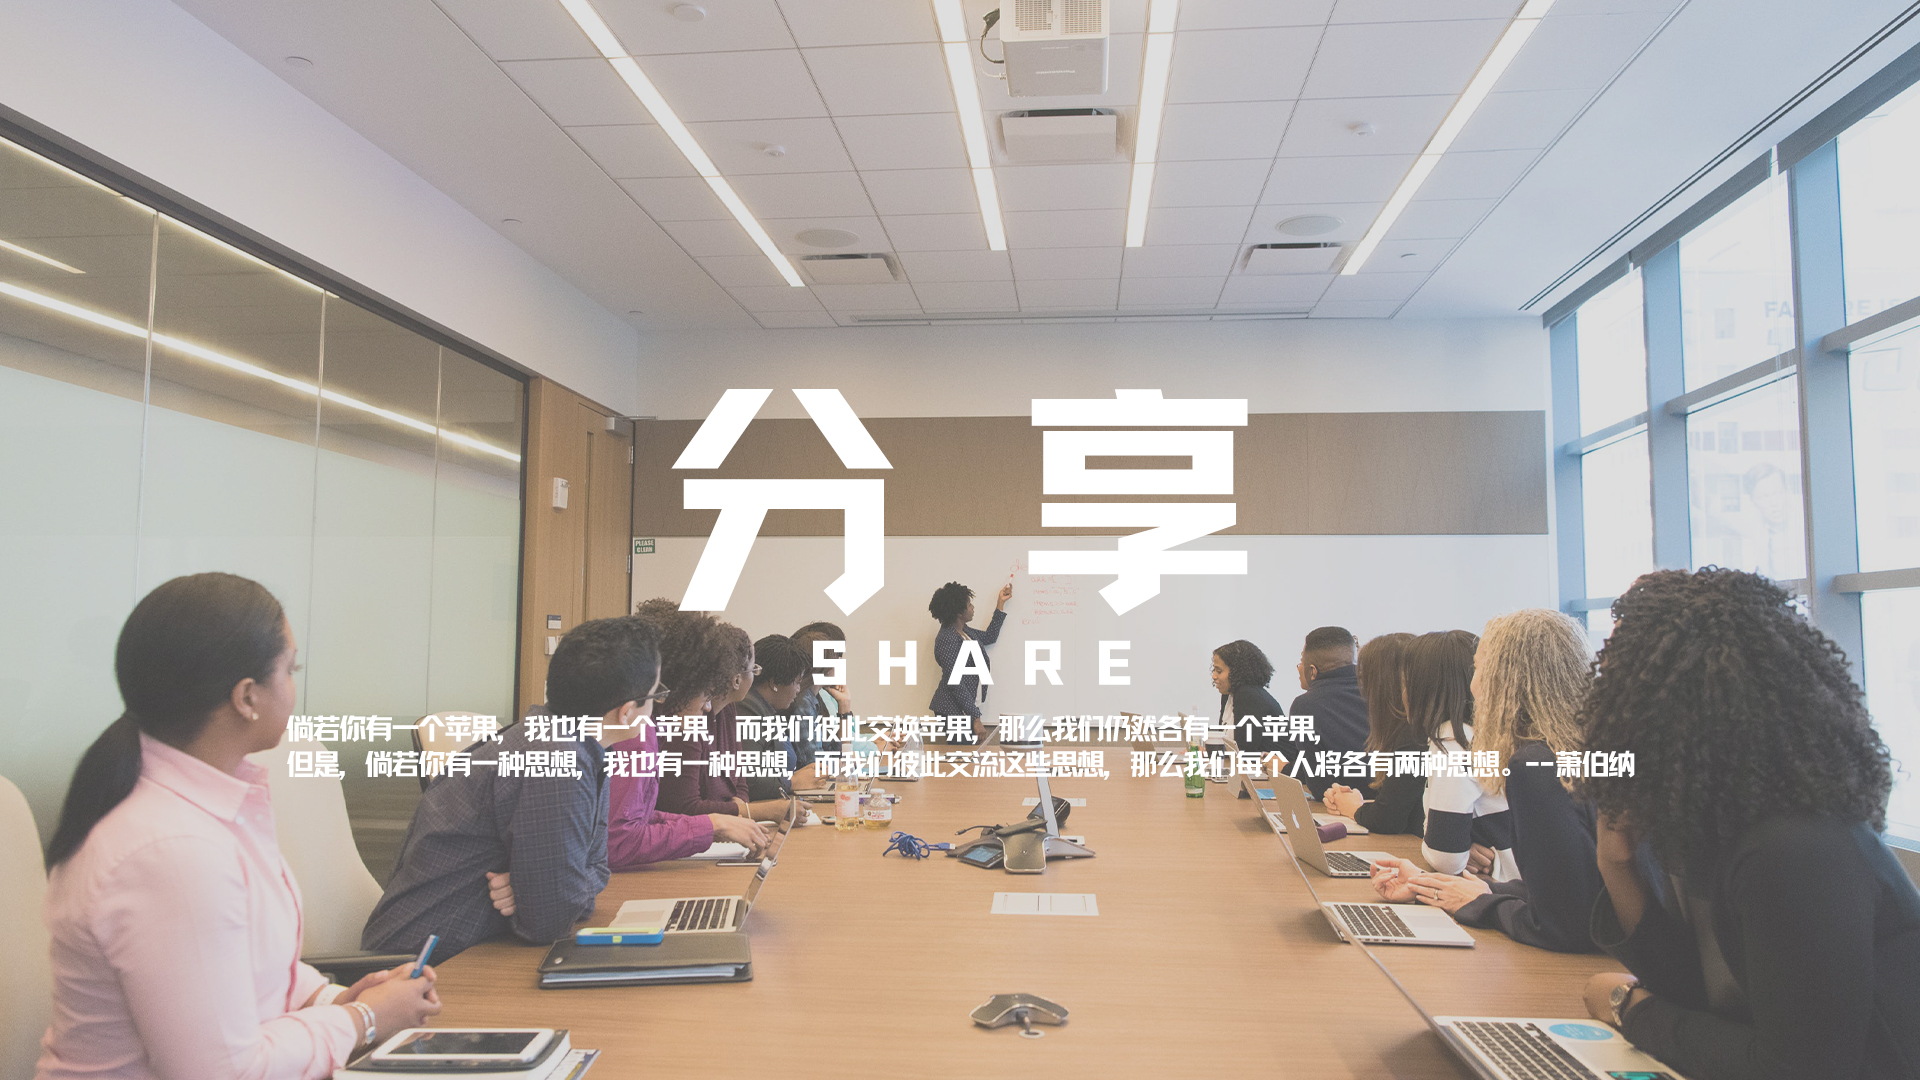 PLEASE
CLEAN
分享
SHARE
倘若你有一个苹果，我也有一个苹果，而我们彼此交换苹果，那么我们仍然各有一个苹果，
但是，倘若你有一种思想，我也有一种思想，而我们彼此交流这些思想，那么我们每个人将各有两种思想。--萧伯纳